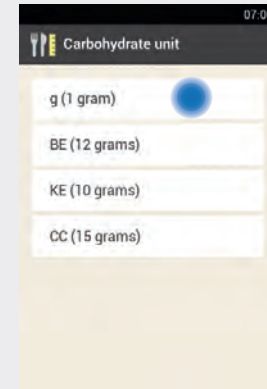 07:0
Carbohydrate unit
g (1 gram)
BE (12 grams)
KE (10 grams)
CC (15 grams)